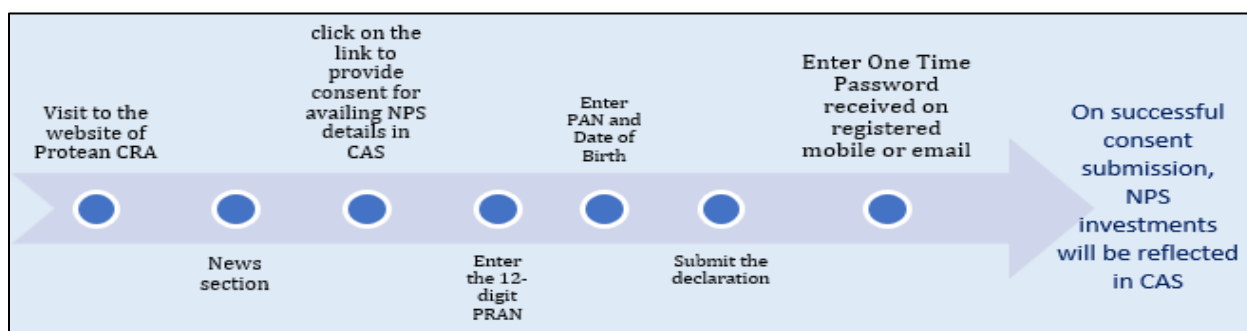 Visit to the
website of
Protean CRA
News
section
click on the
link to
provide
consent for
availing NPS
details in
CAS
Enter
the 12-
digit
PRAN
Enter
PAN and
Date of
Birth
Submit the
declaration
Enter One Time
Password
received on
registered
mobile or email
On successful
consent
submission,
NPS
investments
will be reflected
in CAS